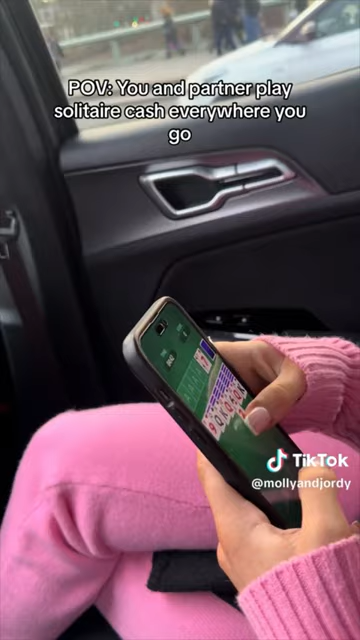 POV: You and partner play
solitaire cash everywhere you
go
TikTok
@mollyandjordy